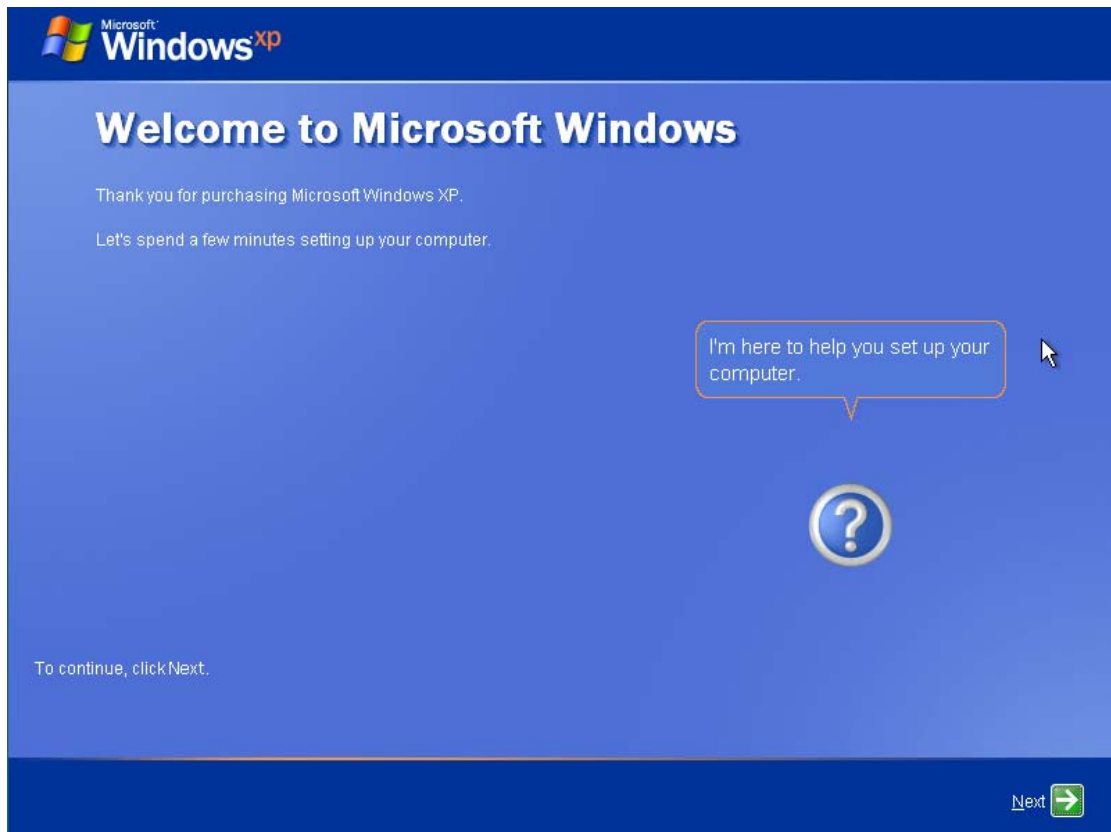 Microsoft
Windows xp
Welcome to Microsoft Windows
Thank you for purchasing Microsoft Windows XP.
Let's spend a few minutes setting up your computer.
I'm here to help you set up your
computer.
?
To continue, click Next.
Next